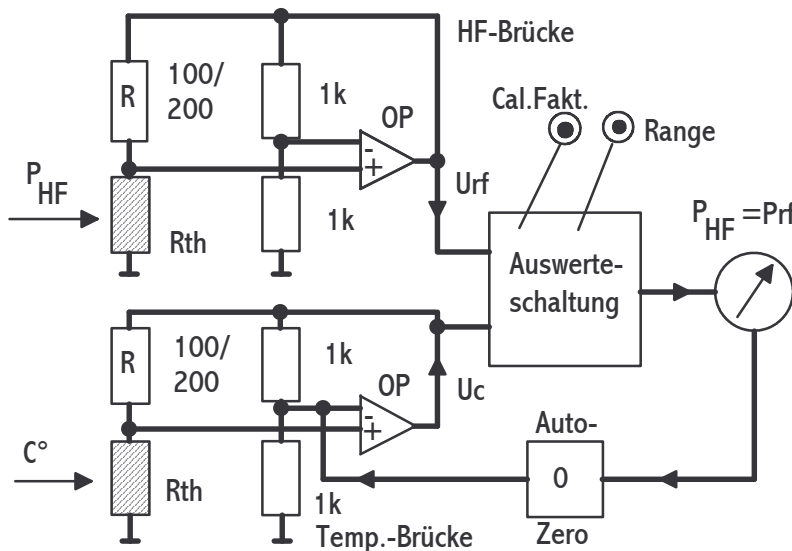 HF-Brücke
R
100/
200
1k
OP
Cal.Fakt.
Range
-
+
P
HF
Urf
1k
Rth
P
HF
=Prf
Auswerte-
schaltung
R
100/
200
1k
OP
Uc
-
+
Auto-
C°
Rth
0
1k
Temp.-Brücke
Zero